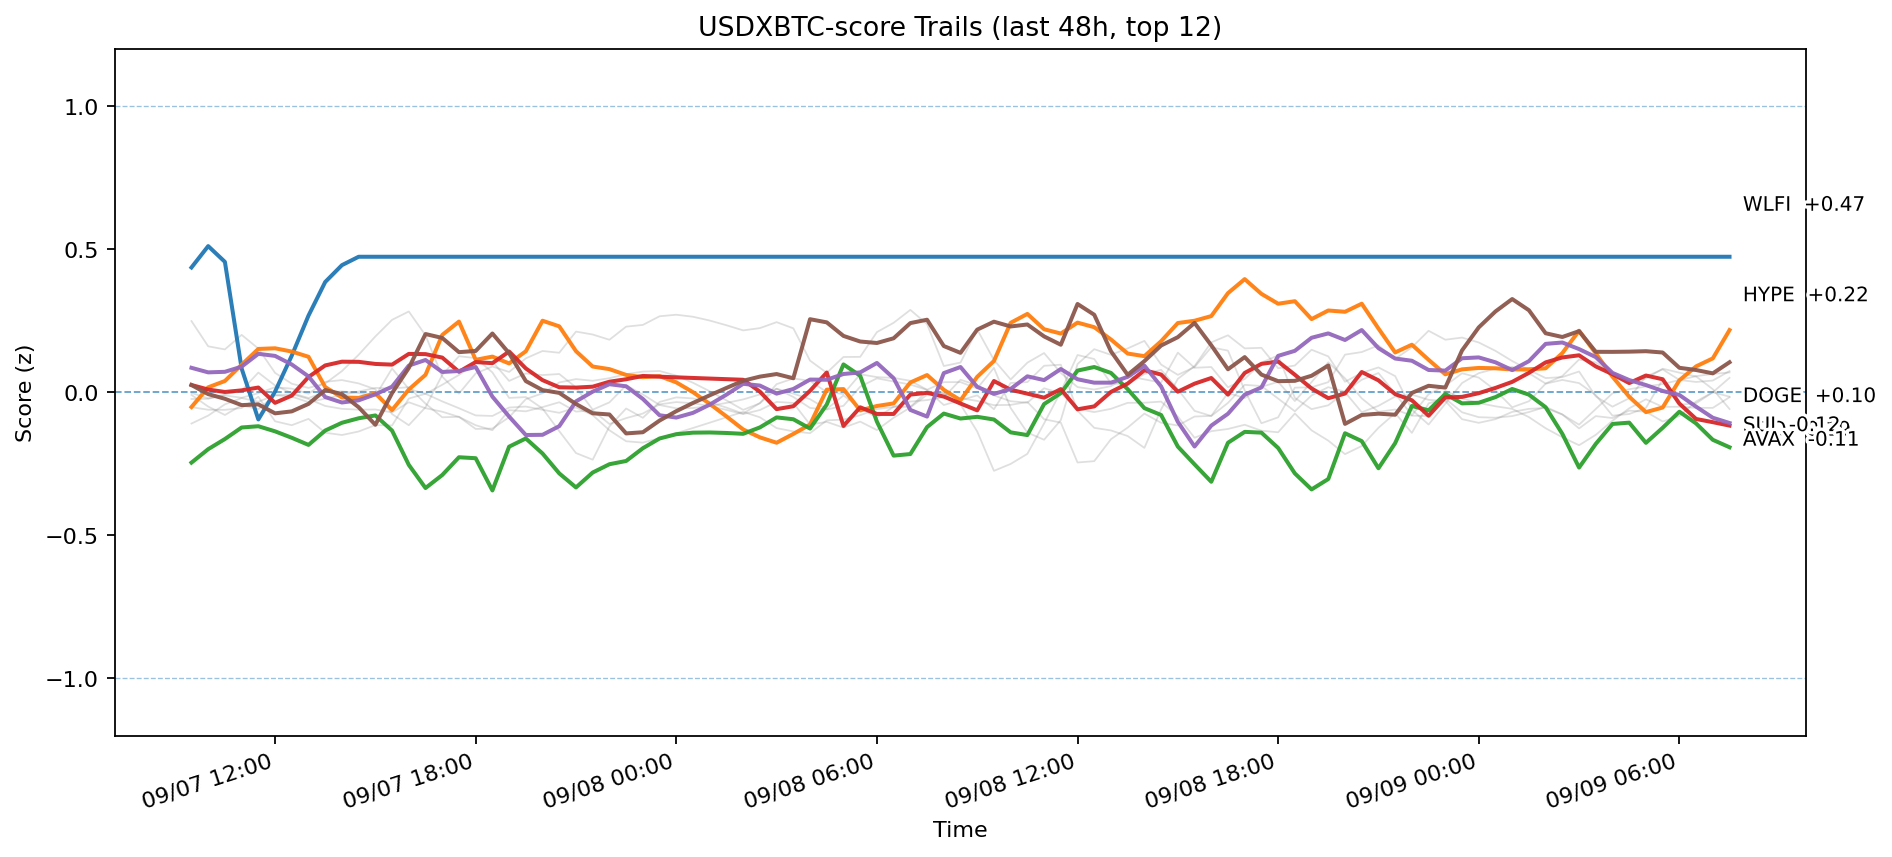 USDXBTC-score Trails (last 48h, top 12)
Score (z)
1.0
0.5
0.0
−0.5
−1.0
WLFI +0.47
HYPE +0.22
DOGE +0.10
AVAX -0.11
09/07 12:00
09/07 18:00
09/08 00:00
09/08 06:00
09/08 12:00
09/08 18:00
09/09 00:00
09/09 06:00
Time